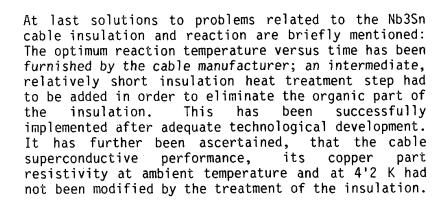 At last solutions to problems related to the Nb3Sn
cable insulation and reaction are briefly mentioned:
The optimum reaction temperature versus time has been
furnished by the cable manufacturer; an intermediate,
relatively short insulation heat treatment step had
to be added in order to eliminate the organic part of
the insulation. This has been successfully
implemented after adequate technological development.
It has further been ascertained, that the cable
superconductive performance, its copper part
resistivity at ambient temperature and at 4'2 K had
not been modified by the treatment of the insulation.